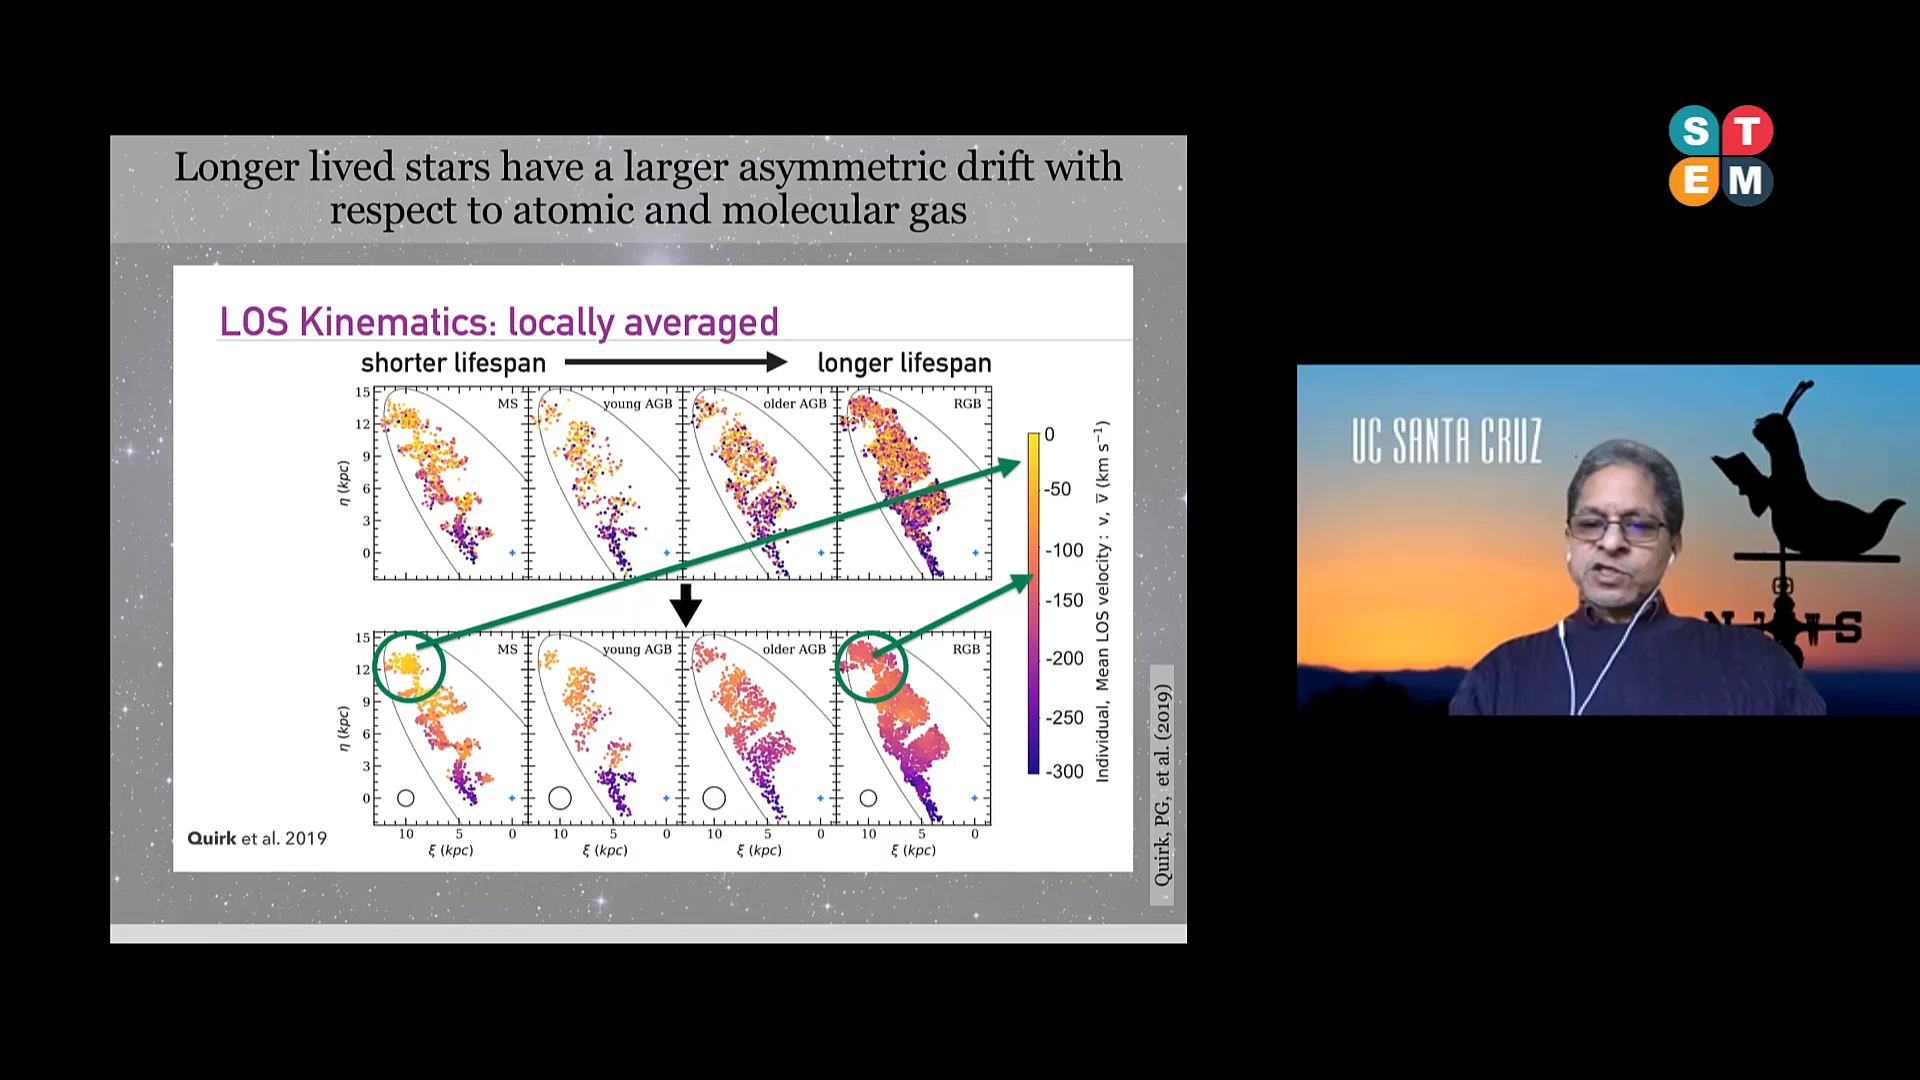 Longer lived stars have a larger asymmetric drift with
respect to atomic and molecular gas
LOS Kinematics: locally averaged
shorter lifespan
longer lifespan
15
12
9
6
3
0
η (kpc)
MS
young AGB
older AGB
RGB
15
12
9
6
3
0
η (kpc)
MS
young AGB
older AGB
RGB
10 5 0
10 5 0
10 5 0
10 5 0
ξ (kpc)
ξ (kpc)
ξ (kpc)
ξ (kpc)
0
-50
-100
-150
-200
-250
-300
Individual, Mean LOS velocity : v, v̅ (km s⁻¹)
Quirk et al. 2019
Quirk, PG, et al. (2019)
S T
E M
UC SANTA CRUZ
N W S